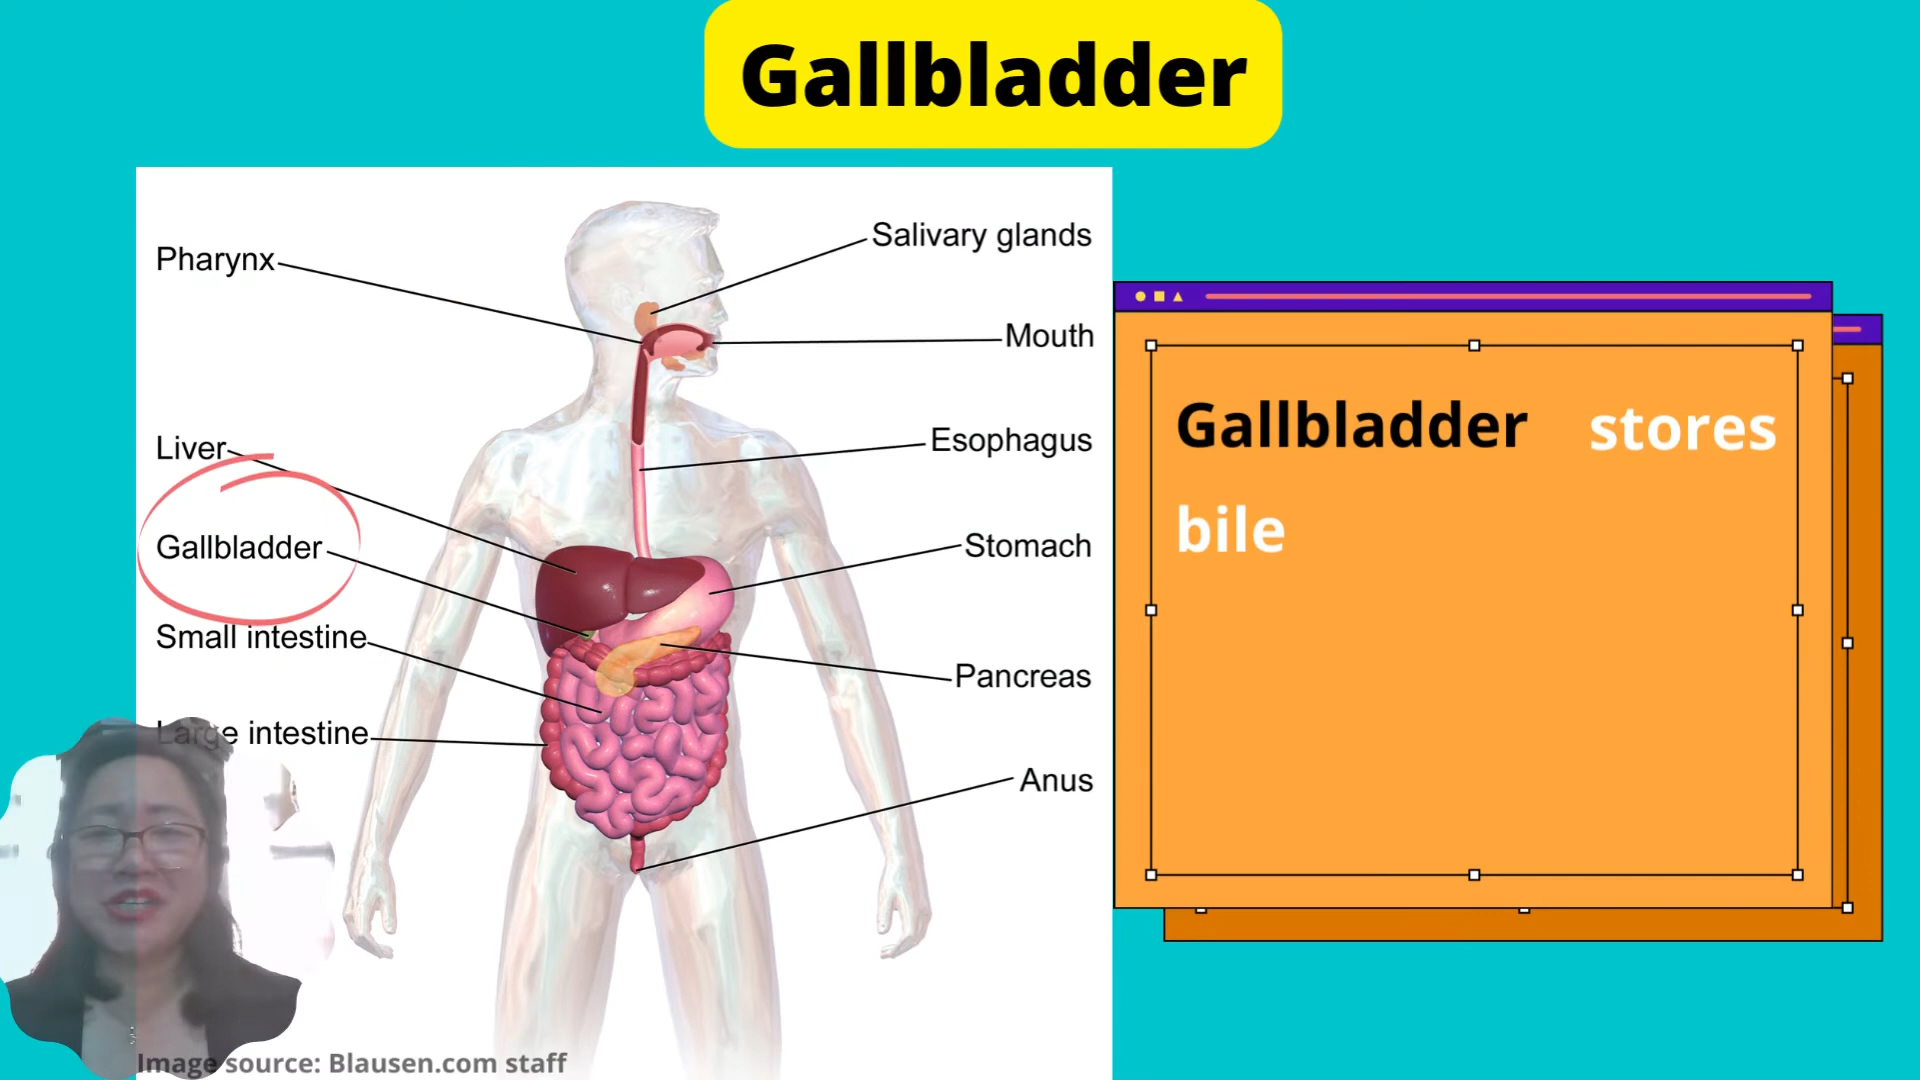 Gallbladder
Pharynx
Salivary glands
Mouth
Liver
Esophagus
Gallbladder
Stomach
Small intestine
Pancreas
Large intestine
Anus
Gallbladder stores
bile
Image source: Blausen.com staff